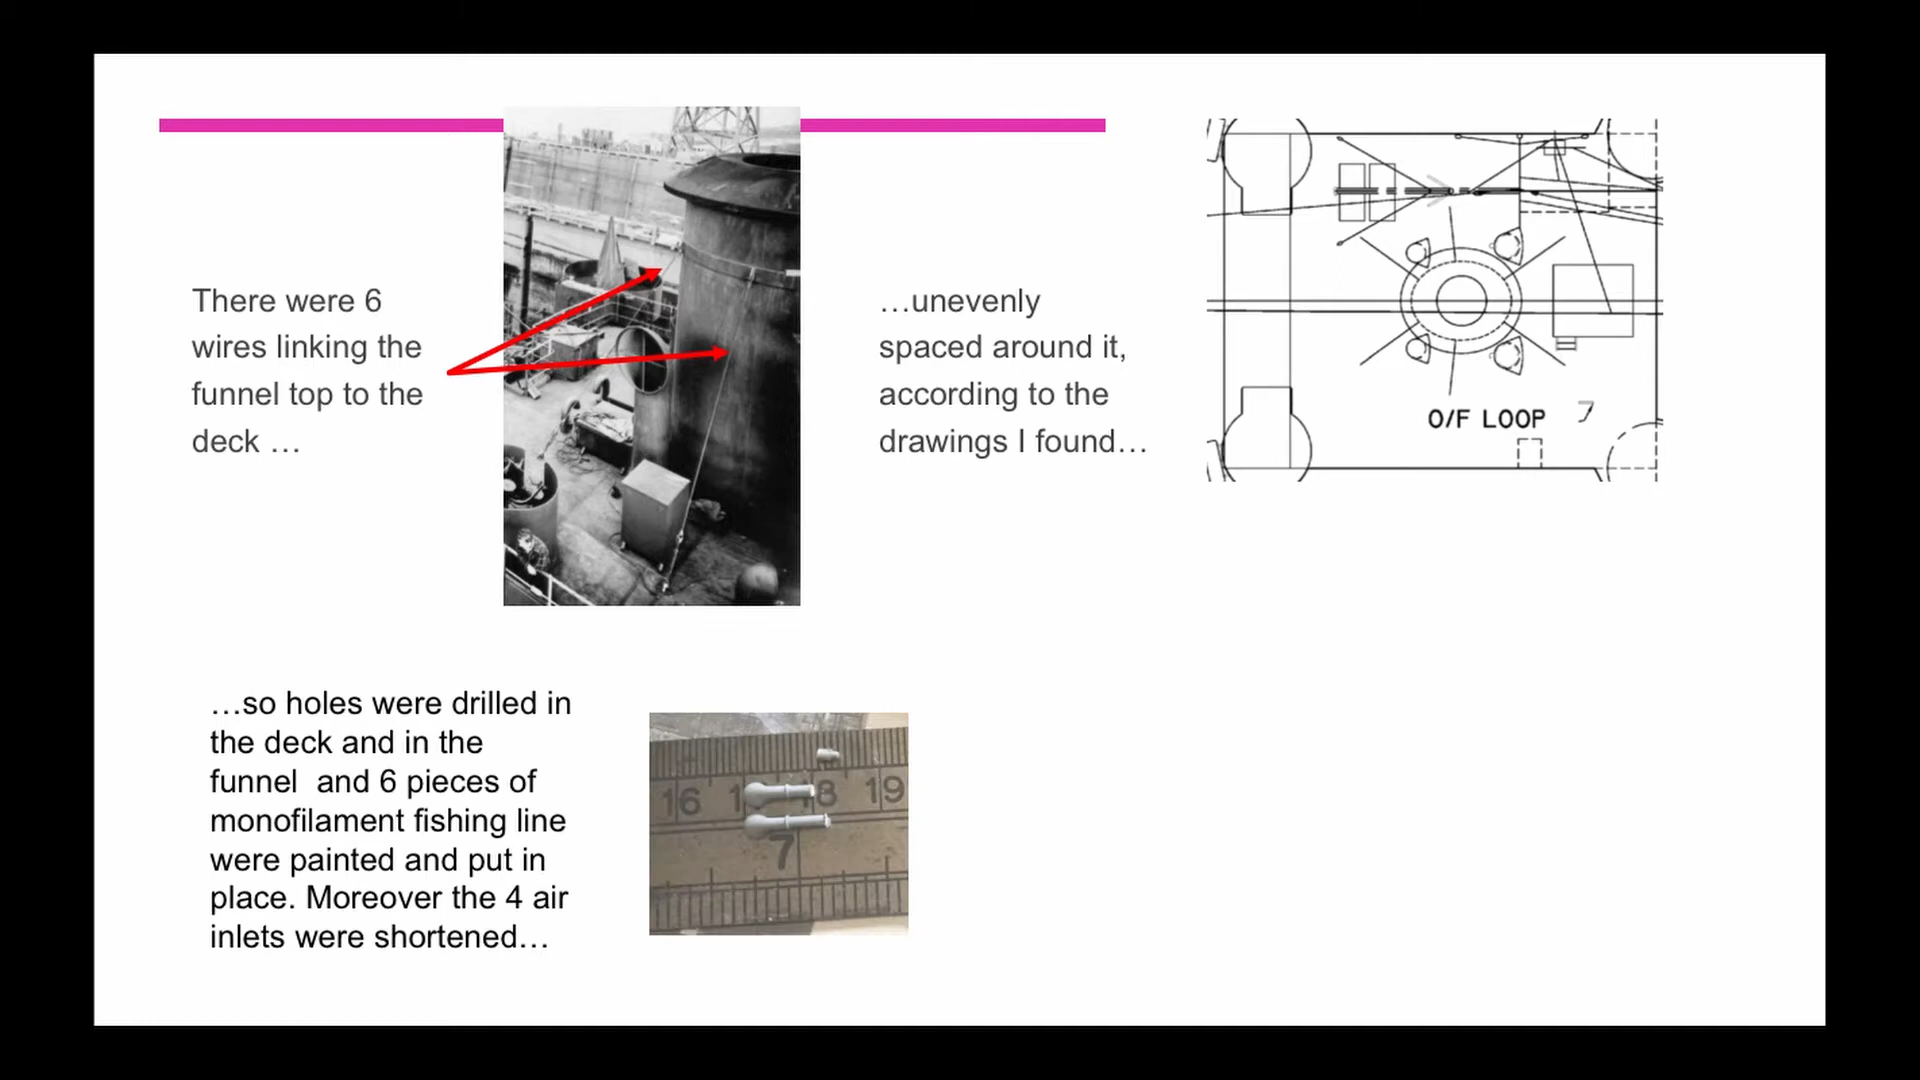 There were 6
wires linking the
funnel top to the
deck …
…unevenly
spaced around it,
according to the
drawings I found…
O/F LOOP
…so holes were drilled in
the deck and in the
funnel  and 6 pieces of
monofilament fishing line
were painted and put in
place. Moreover the 4 air
inlets were shortened…
16 1 8 19
7